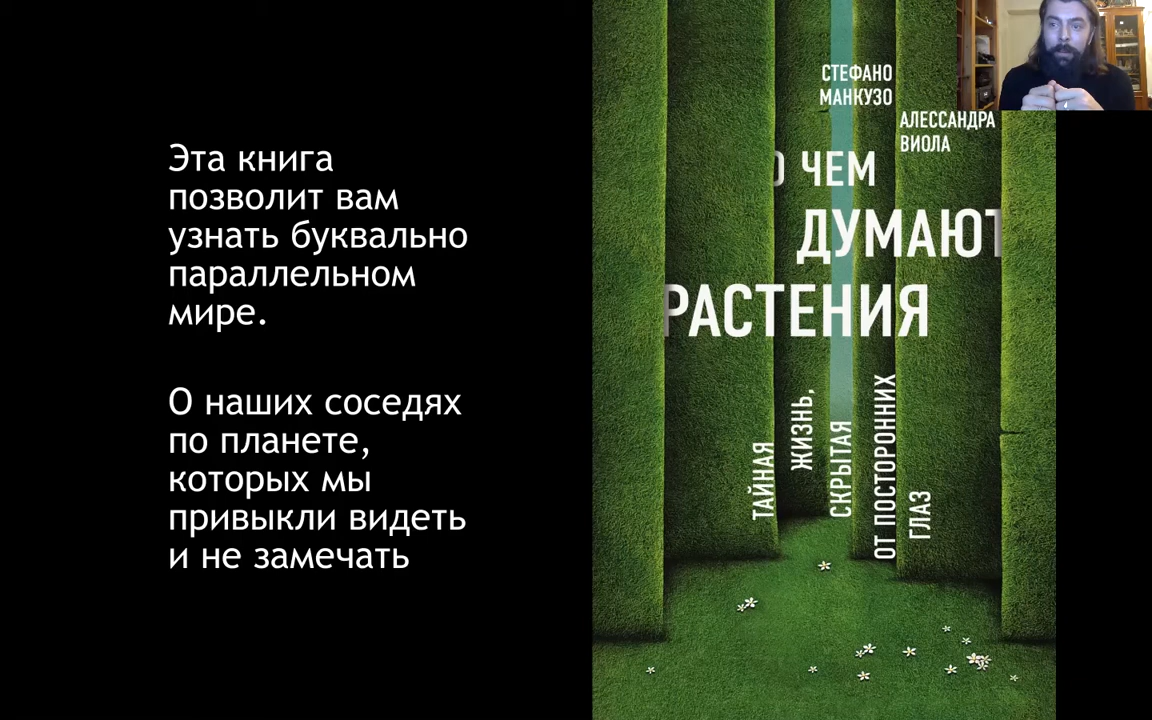 Эта книга
позволит вам
узнать буквально
параллельном
мире.
О наших соседях
по планете,
которых мы
привыкли видеть
и не замечать
СТЕФАНО
МАНКУЗО
АЛЕССАНДРА
ВИОЛА
О ЧЕМ
ДУМАЮТ
РАСТЕНИЯ
ТАЙНАЯ
ЖИЗНЬ,
СКРЫТАЯ
ОТ ПОСТОРОННИХ
ГЛАЗ